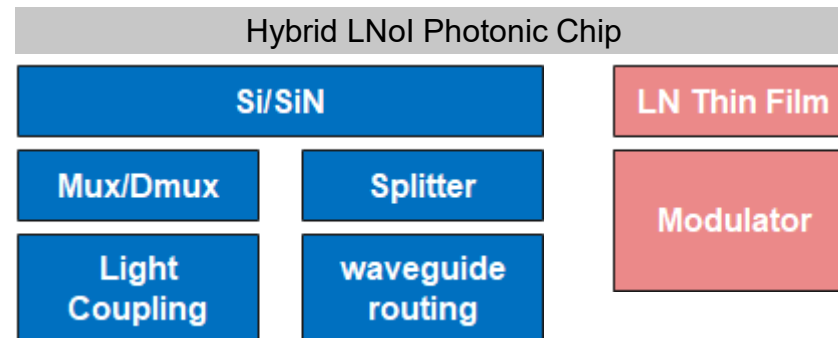 Hybrid LNoI Photonic Chip
Si/SiN
LN Thin Film
Mux/Dmux
Splitter
Modulator
Light
Coupling
waveguide
routing